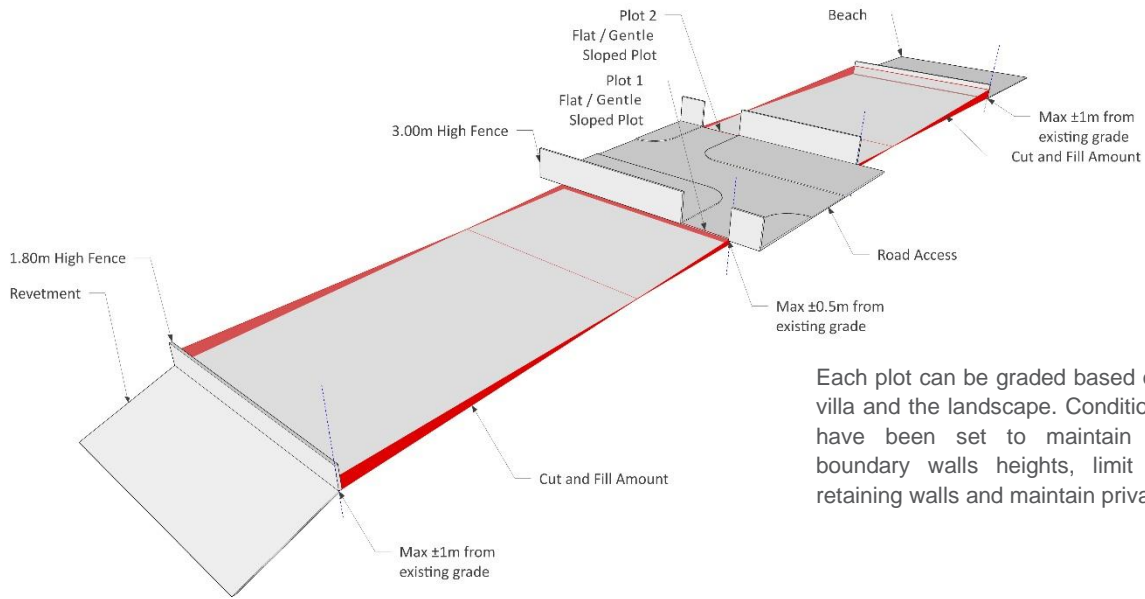 Plot 2
Flat / Gentle
Sloped Plot
Beach
Plot 1
Flat / Gentle
Sloped Plot
3.00m High Fence
Max ±1m from
existing grade
Cut and Fill Amount
1.80m High Fence
Road Access
Revetment
Max ±0.5m from
existing grade
Each plot can be graded based
villa and the landscape.
have been set to maintain
boundary walls heights, limit
retaining walls and maintain
Cut and Fill Amount
Max ±1m from
existing grade